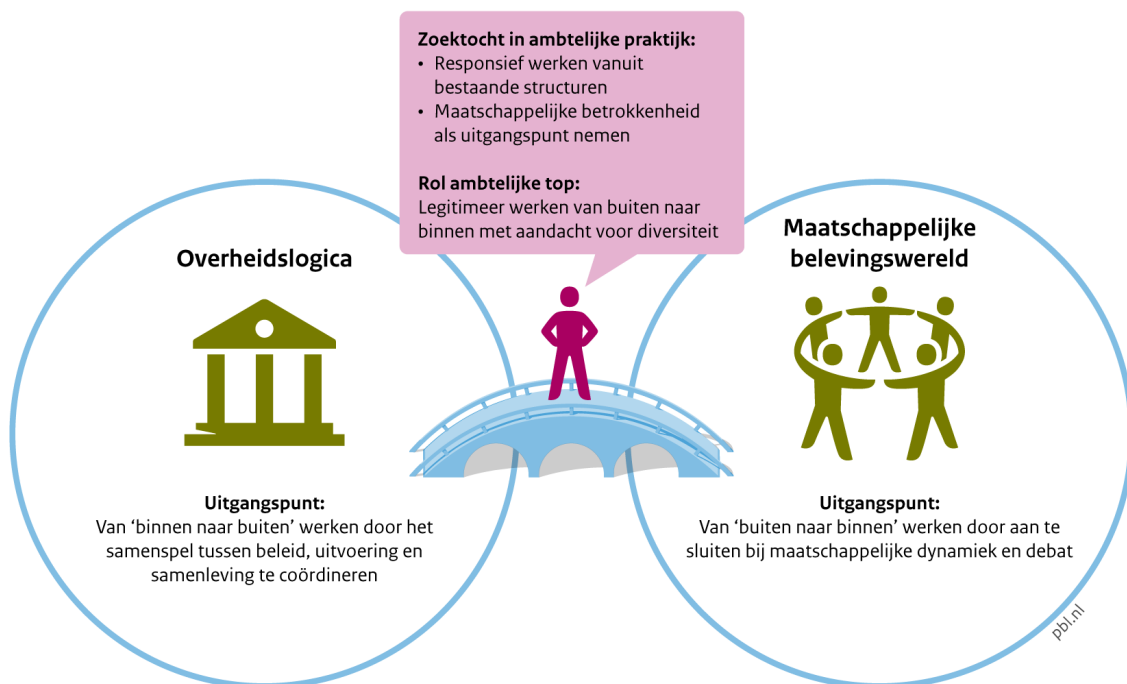 Zoektocht in ambtelijke praktijk:
• Responsief werken vanuit
bestaande structuren
• Maatschappelijke betrokkenheid
als uitgangspunt nemen
Rol ambtelijke top:
Legitimeer werken van buiten naar
binnen met aandacht voor diversiteit
Overheidslogica
Uitgangspunt:
Van ‘binnen naar buiten’ werken door het
samenspel tussen beleid, uitvoering en
samenleving te coördineren
Maatschappelijke
belevingswereld
Uitgangspunt:
Van ‘buiten naar binnen’ werken door aan te
sluiten bij maatschappelijke dynamiek en debat
pbl.nl